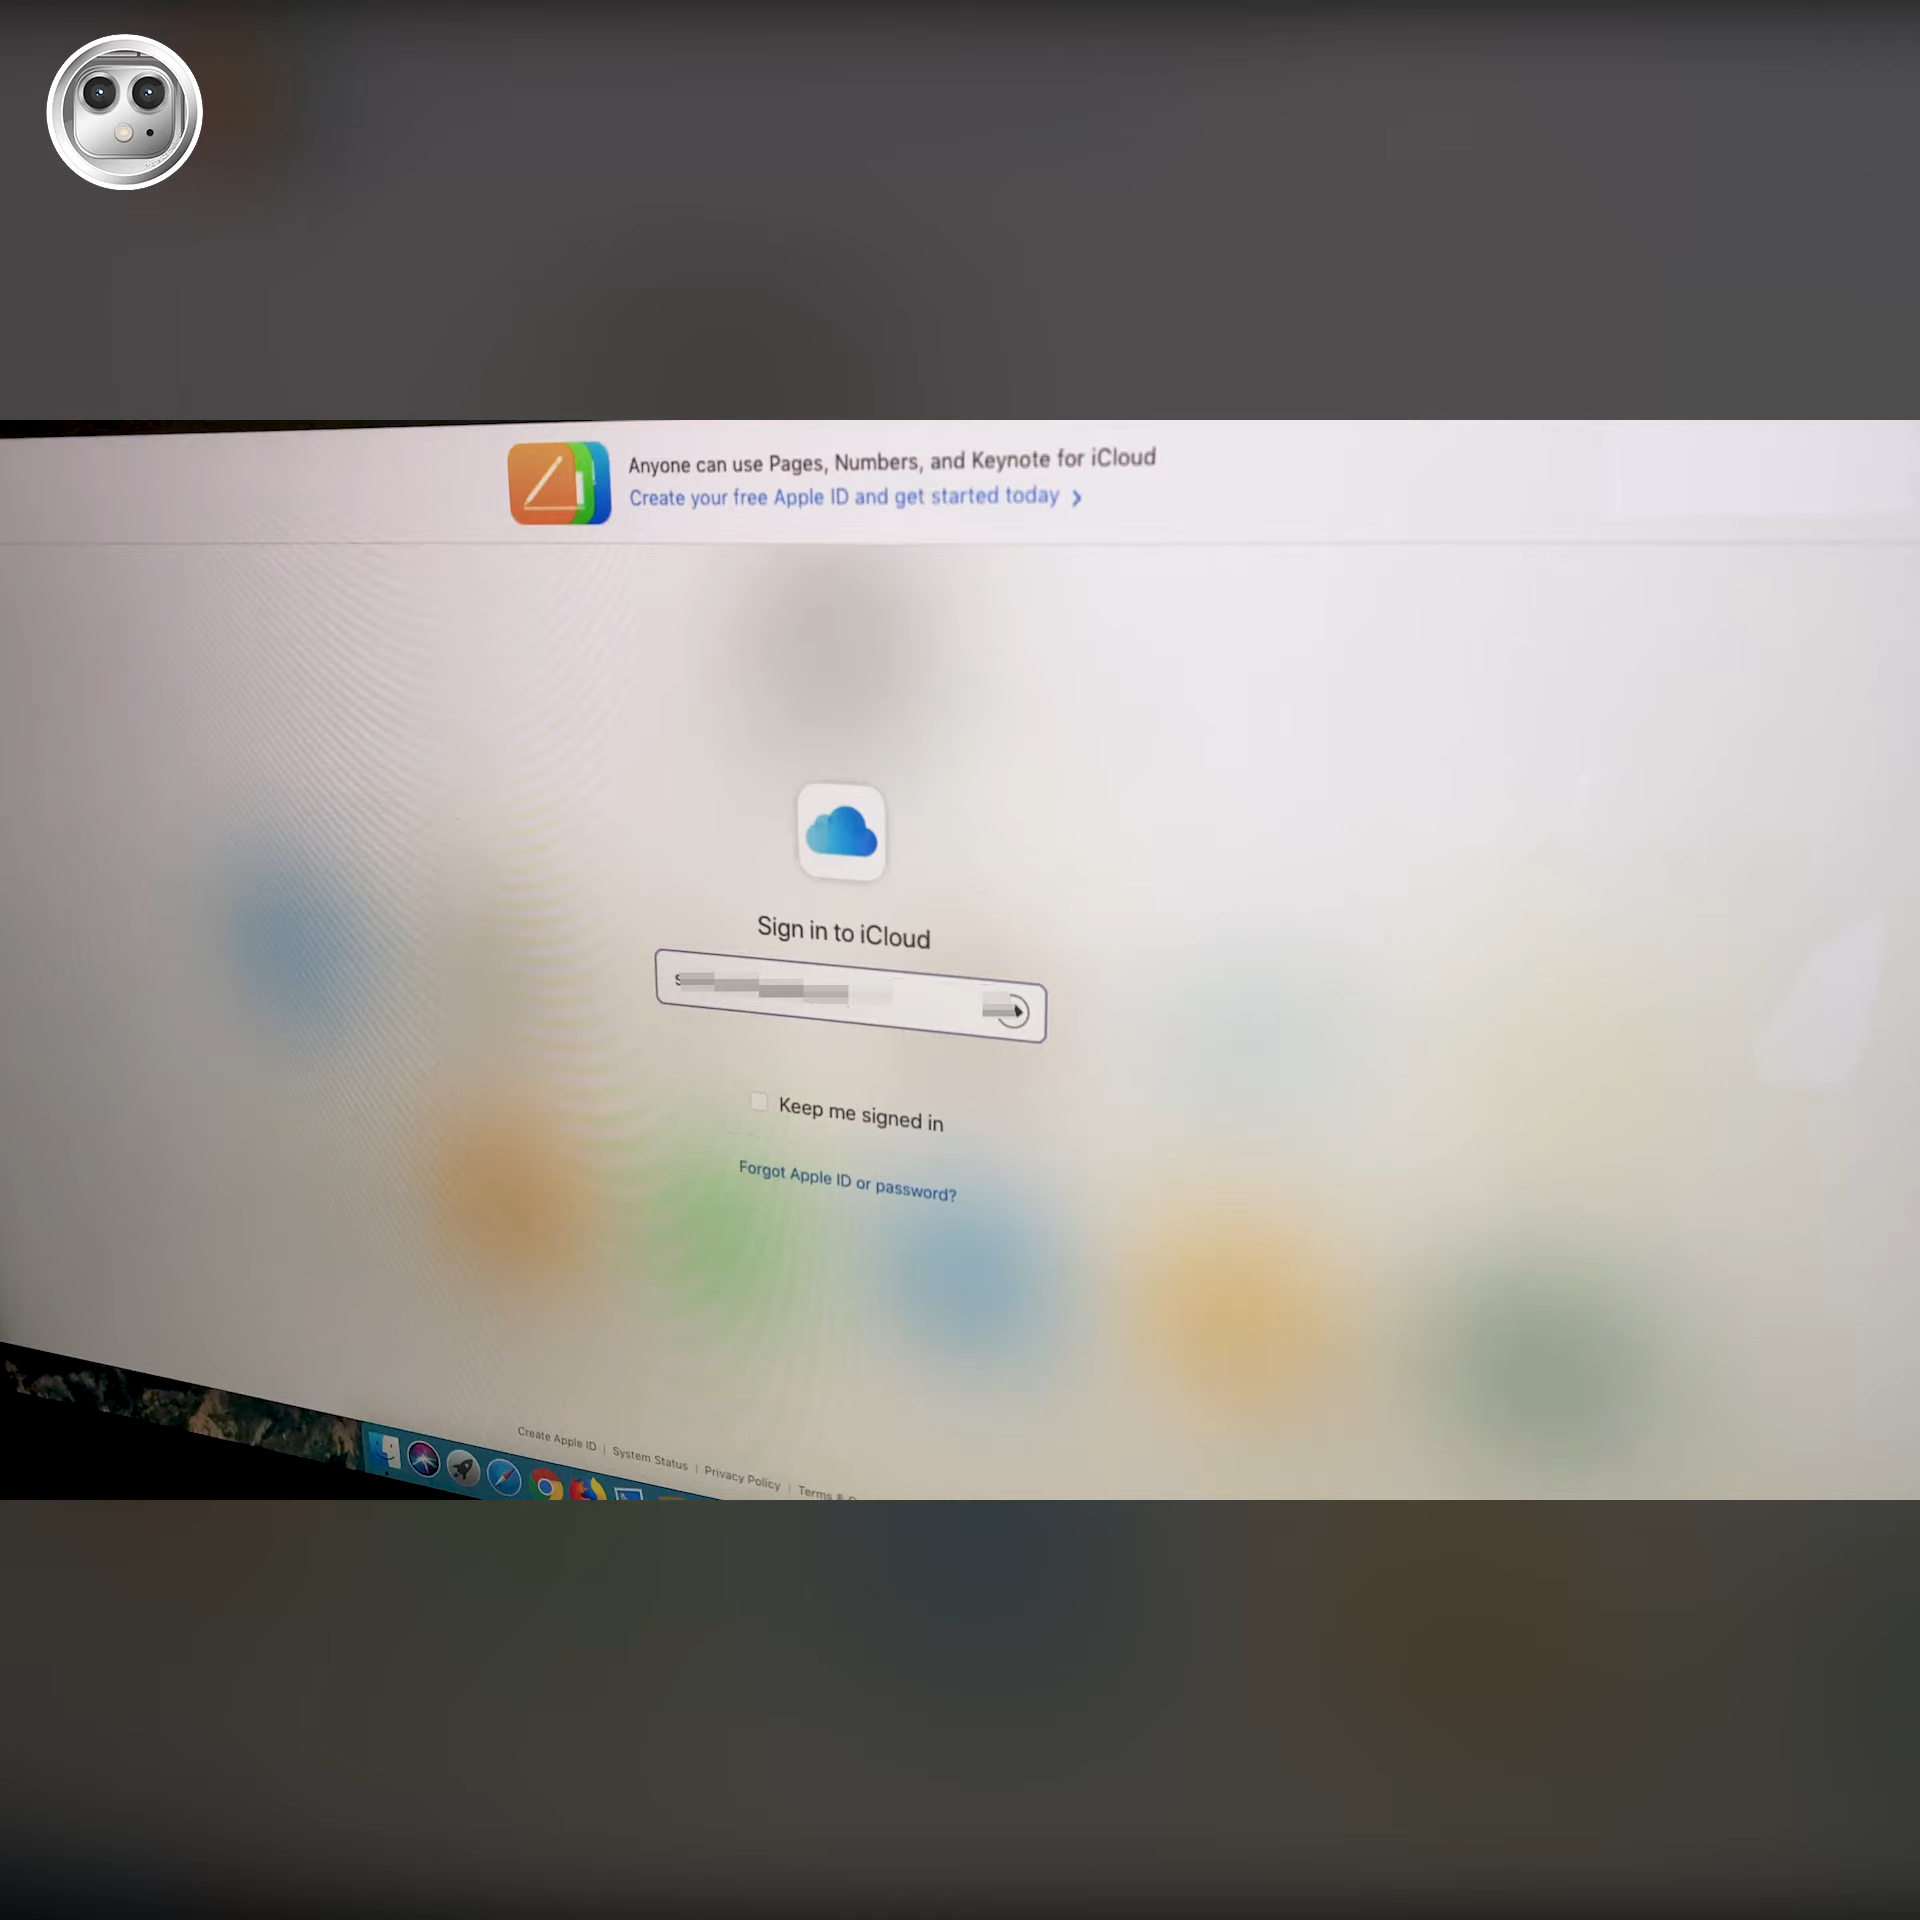 Anyone can use Pages, Numbers, and Keynote for iCloud
Create your free Apple ID and get started today >
Sign in to iCloud
Keep me signed in
Forgot Apple ID or password?
Create Apple ID | System Status | Privacy Policy | Terms &